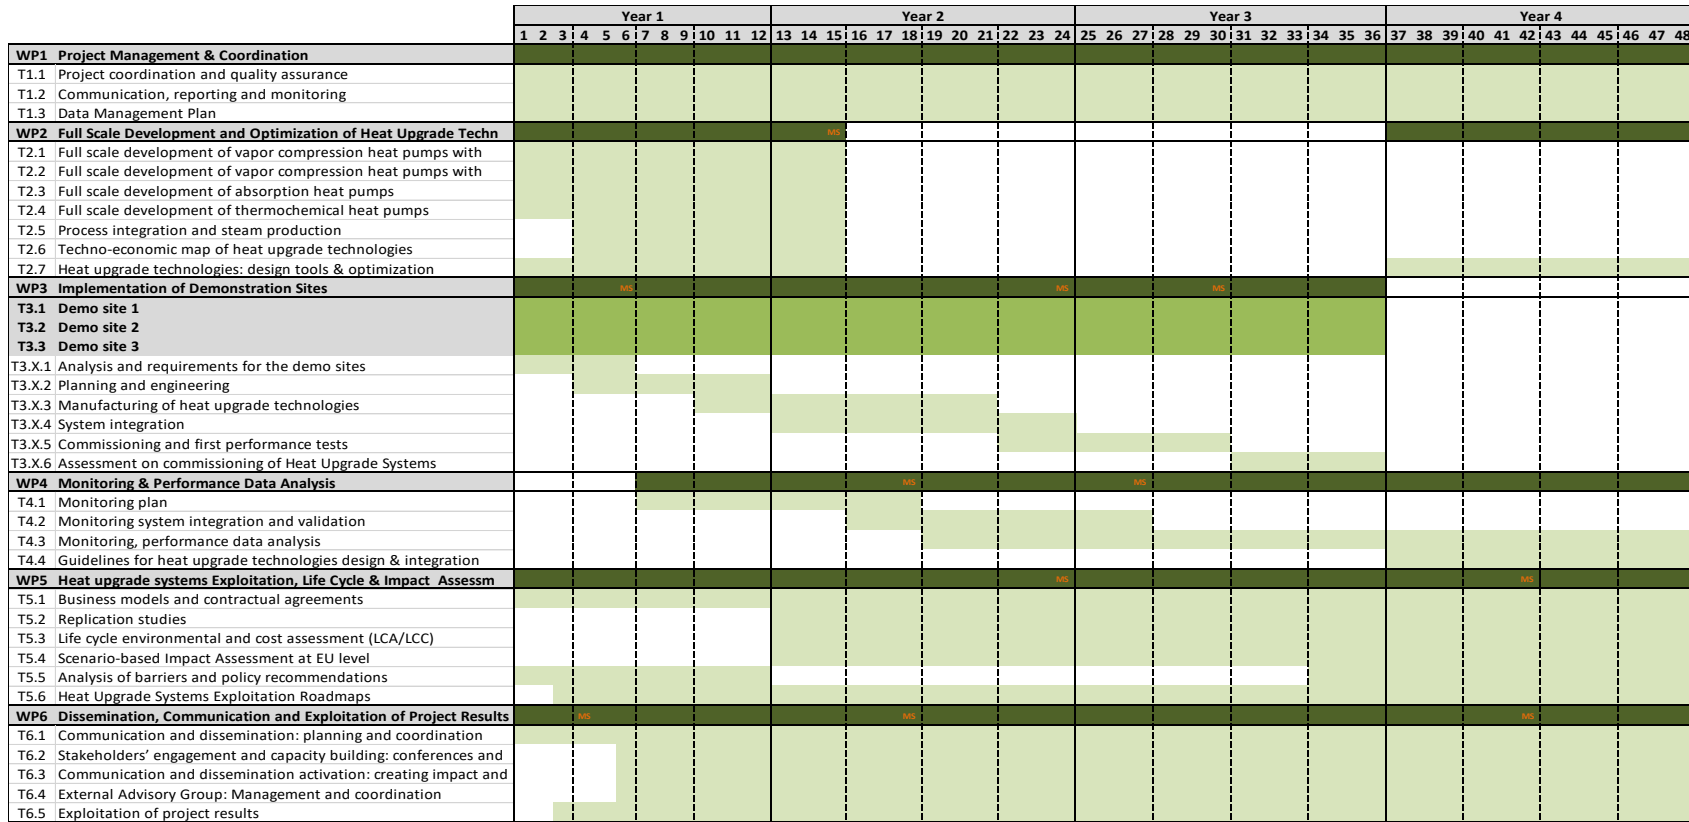 Year 1 Year 2 Year 3 Year 4
1 2 3 4 5 6 7 8 9 10 11 12 13 14 15 16 17 18 19 20 21 22 23 24 25 26 27 28 29 30 31 32 33 34 35 36 37 38 39 40 41 42 43 44 45 46 47 48
WP1 Project Management & Coordination
T1.1 Project coordination and quality assurance
T1.2 Communication, reporting and monitoring
T1.3 Data Management Plan
WP2 Full Scale Development and Optimization of Heat Upgrade Techn MS
T2.1 Full scale development of vapor compression heat pumps with
T2.2 Full scale development of vapor compression heat pumps with
T2.3 Full scale development of absorption heat pumps
T2.4 Full scale development of thermochemical heat pumps
T2.5 Process integration and steam production
T2.6 Techno-economic map of heat upgrade technologies
T2.7 Heat upgrade technologies: design tools & optimization
WP3 Implementation of Demonstration Sites MS MS MS
T3.1 Demo site 1
T3.2 Demo site 2
T3.3 Demo site 3
T3.X.1 Analysis and requirements for the demo sites
T3.X.2 Planning and engineering
T3.X.3 Manufacturing of heat upgrade technologies
T3.X.4 System integration
T3.X.5 Commissioning and first performance tests
T3.X.6 Assessment on commissioning of Heat Upgrade Systems
WP4 Monitoring & Performance Data Analysis MS MS
T4.1 Monitoring plan
T4.2 Monitoring system integration and validation
T4.3 Monitoring, performance data analysis
T4.4 Guidelines for heat upgrade technologies design & integration
WP5 Heat upgrade systems Exploitation, Life Cycle & Impact Assessm MS MS
T5.1 Business models and contractual agreements
T5.2 Replication studies
T5.3 Life cycle environmental and cost assessment (LCA/LCC)
T5.4 Scenario-based Impact Assessment at EU level
T5.5 Analysis of barriers and policy recommendations
T5.6 Heat Upgrade Systems Exploitation Roadmaps
WP6 Dissemination, Communication and Exploitation of Project Results MS MS MS
T6.1 Communication and dissemination: planning and coordination
T6.2 Stakeholders' engagement and capacity building: conferences and
T6.3 Communication and dissemination activation: creating impact and
T6.4 External Advisory Group: Management and coordination
T6.5 Exploitation of project results